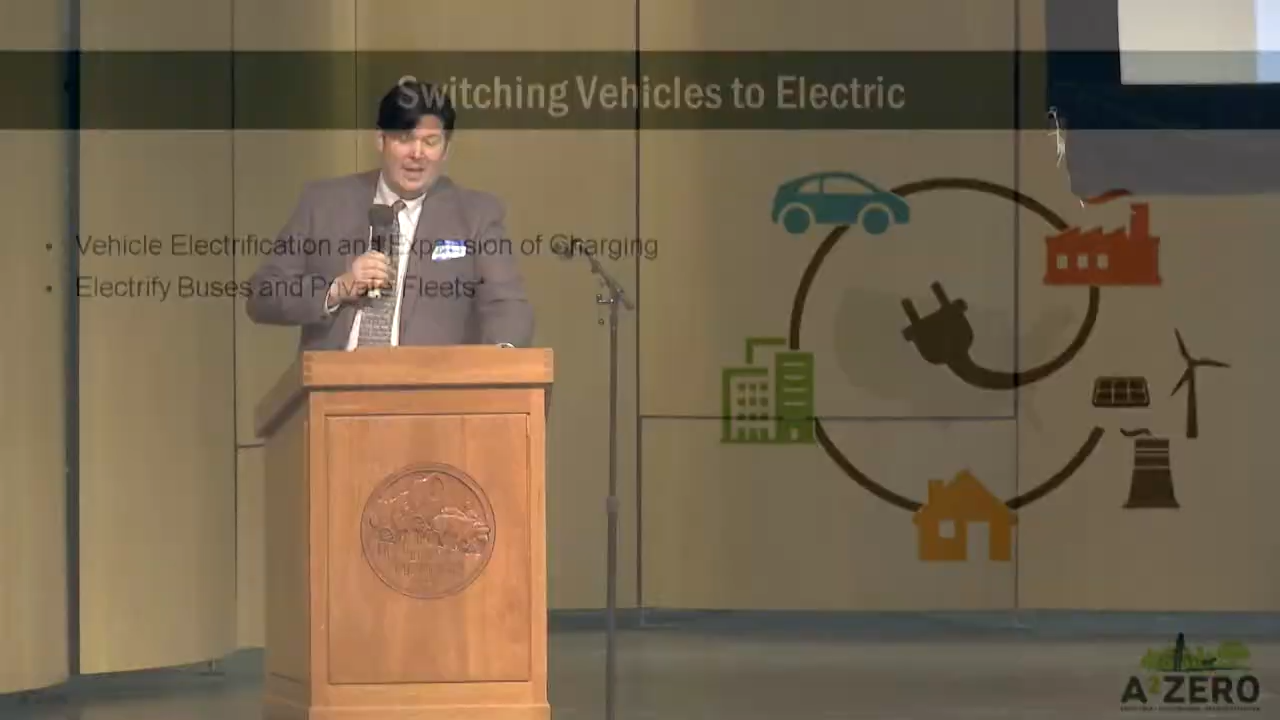 Switching Vehicles to Electric
• Vehicle Electrification and Expansion of Charging
• Electrify Buses and Private Fleets*
A²ZERO